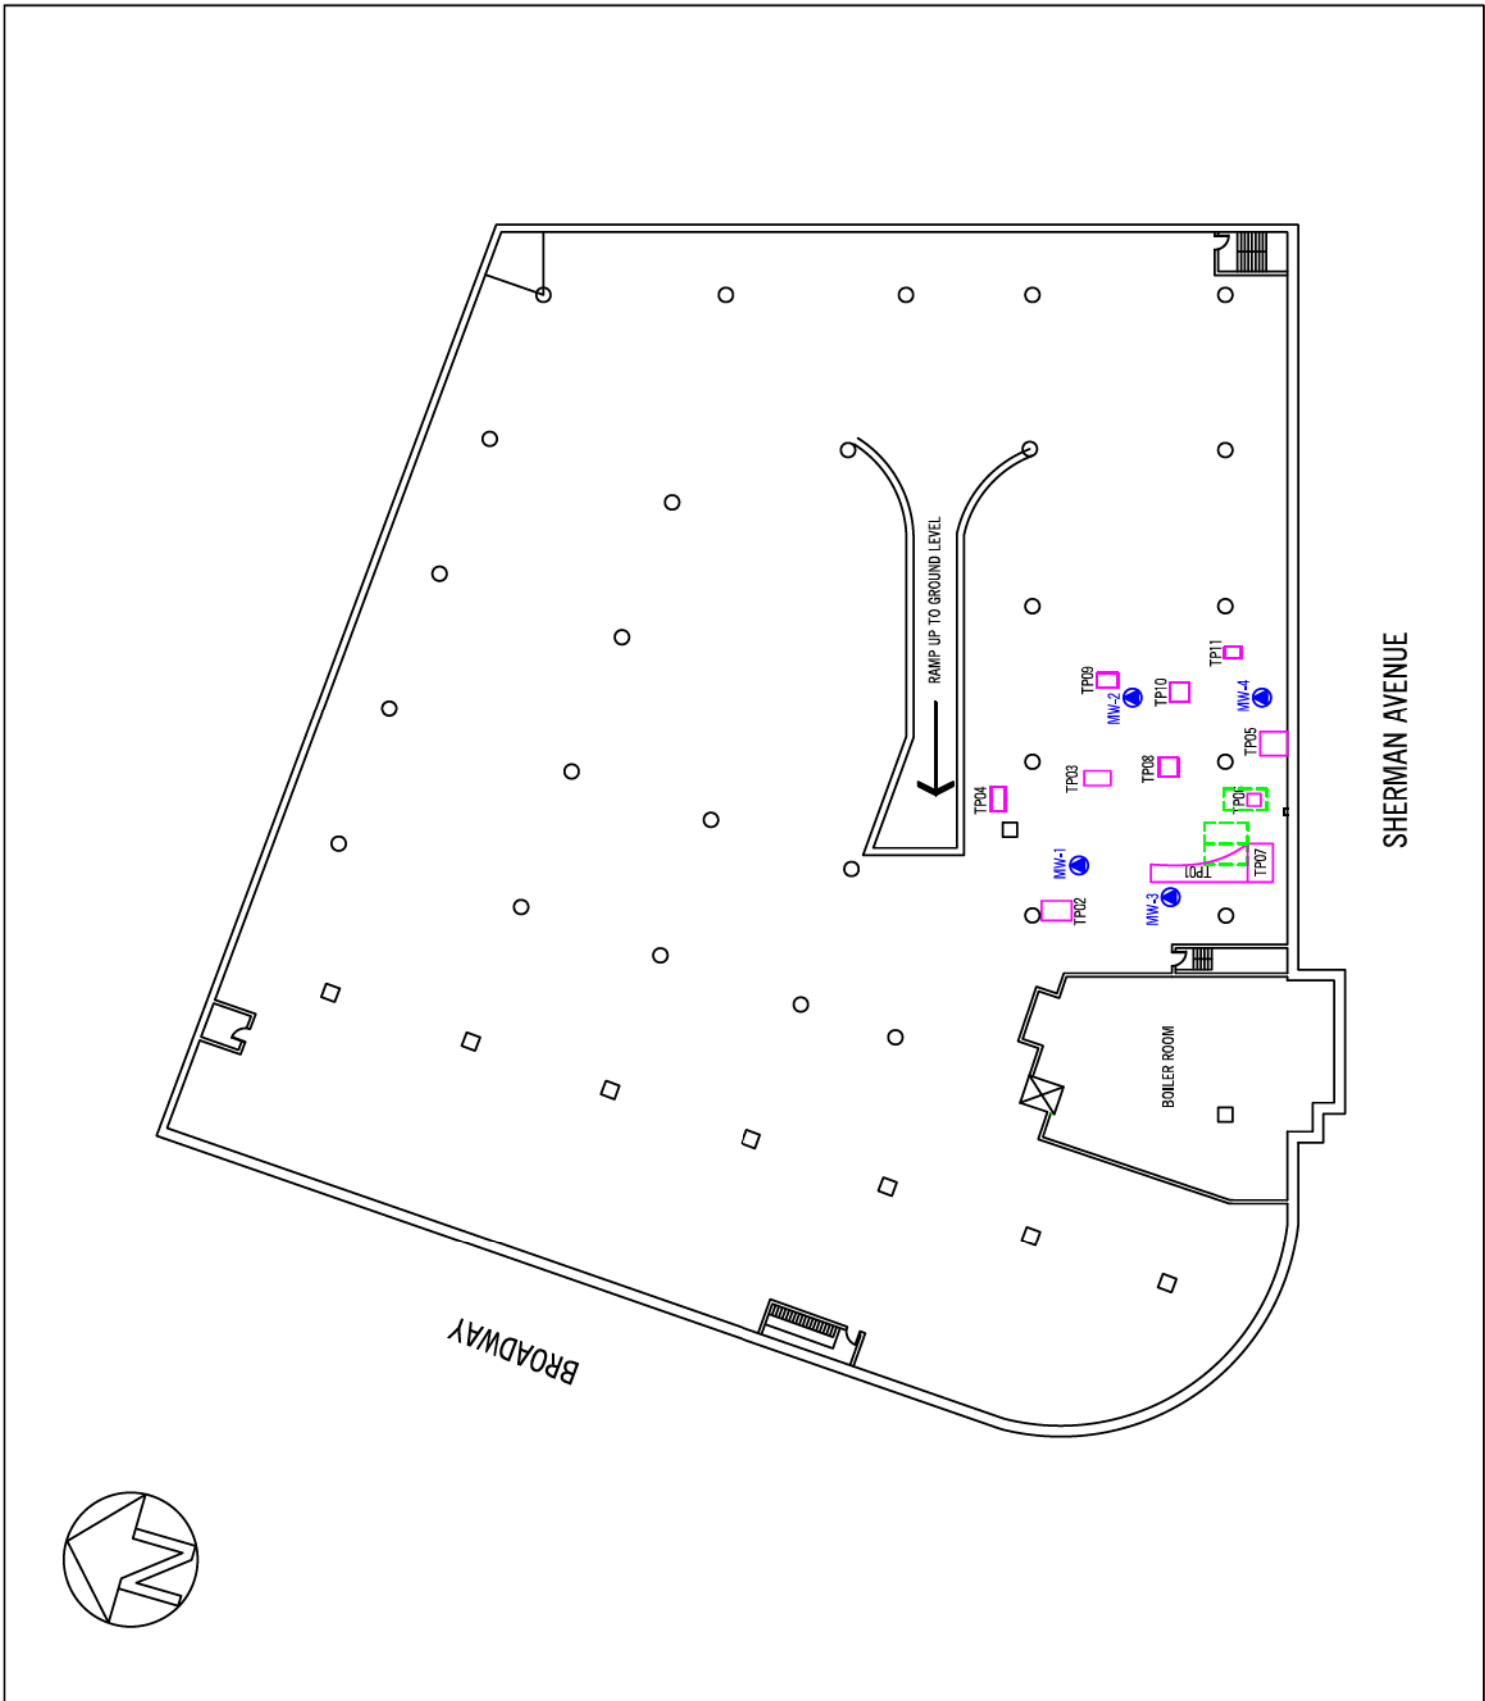 RAMP UP TO GROUND LEVEL
SHERMAN AVENUE
TP11
TP09
MW-2
TP10
MW-4
TP05
TP03
TP08
TP04
TP06
MW-1
TP01
TP07
MW-3
TP02
BOILER ROOM
BROADWAY
N